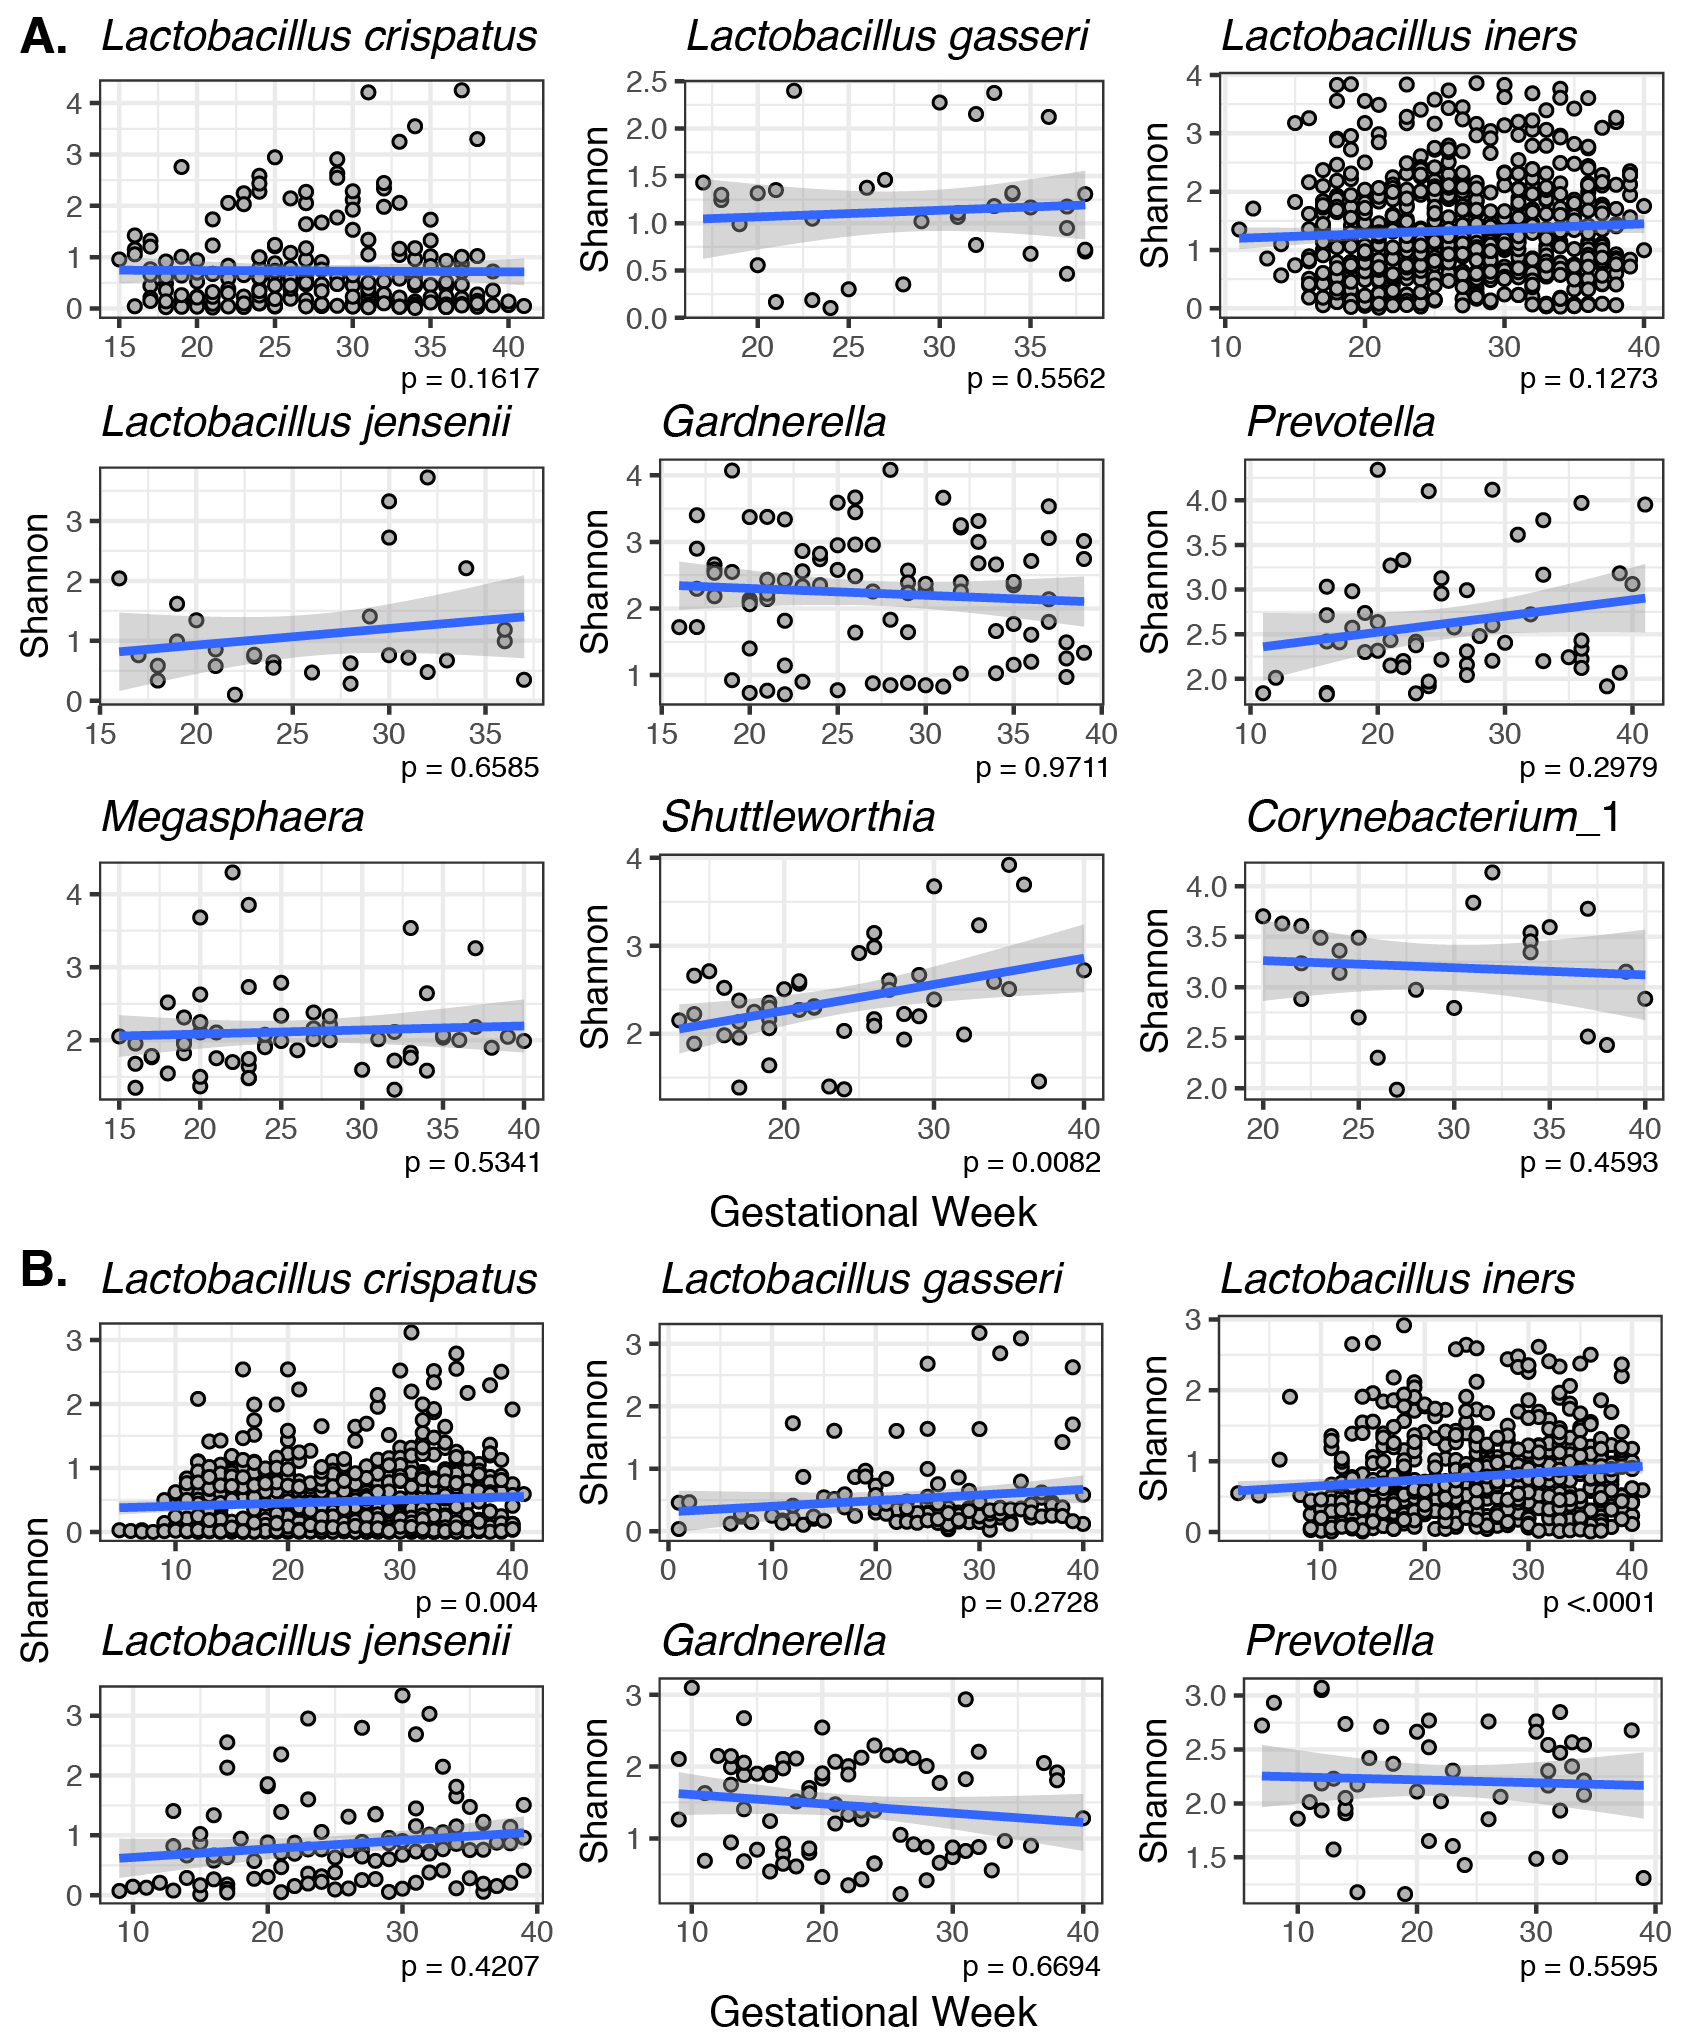 A. Lactobacillus crispatus Lactobacillus gasseri Lactobacillus iners
Shannon Shannon
4 3 2 1 0
2.5 2.0 1.5 1.0 0.5 0.0
4 3 2 1 0
15 20 25 30 35 40
20 25 30 35
10 20 30 40
p = 0.1617 p = 0.5562 p = 0.1273
Lactobacillus jensenii Gardnerella Prevotella
Shannon Shannon Shannon
3 2 1 0
4 3 2 1
4.0 3.5 3.0 2.5 2.0
15 20 25 30 35
15 20 25 30 35 40
10 20 30 40
p = 0.6585 p = 0.9711 p = 0.2979
Megasphaera Shuttleworthia Corynebacterium_1
Shannon Shannon
4 3 2
4 3 2
4.0 3.5 3.0 2.5 2.0
15 20 25 30 35 40
20 30 40
20 25 30 35 40
p = 0.5341 p = 0.0082 p = 0.4593
Gestational Week
B. Lactobacillus crispatus Lactobacillus gasseri Lactobacillus iners
Shannon Shannon Shannon
3 2 1 0
3 2 1 0
3 2 1 0
10 20 30 40
0 10 20 30 40
10 20 30 40
p = 0.004 p = 0.2728 p <.0001
Lactobacillus jensenii Gardnerella Prevotella
Shannon Shannon
3 2 1 0
3 2 1
3.0 2.5 2.0 1.5
10 20 30 40
10 20 30 40
10 20 30 40
p = 0.4207 p = 0.6694 p = 0.5595
Gestational Week